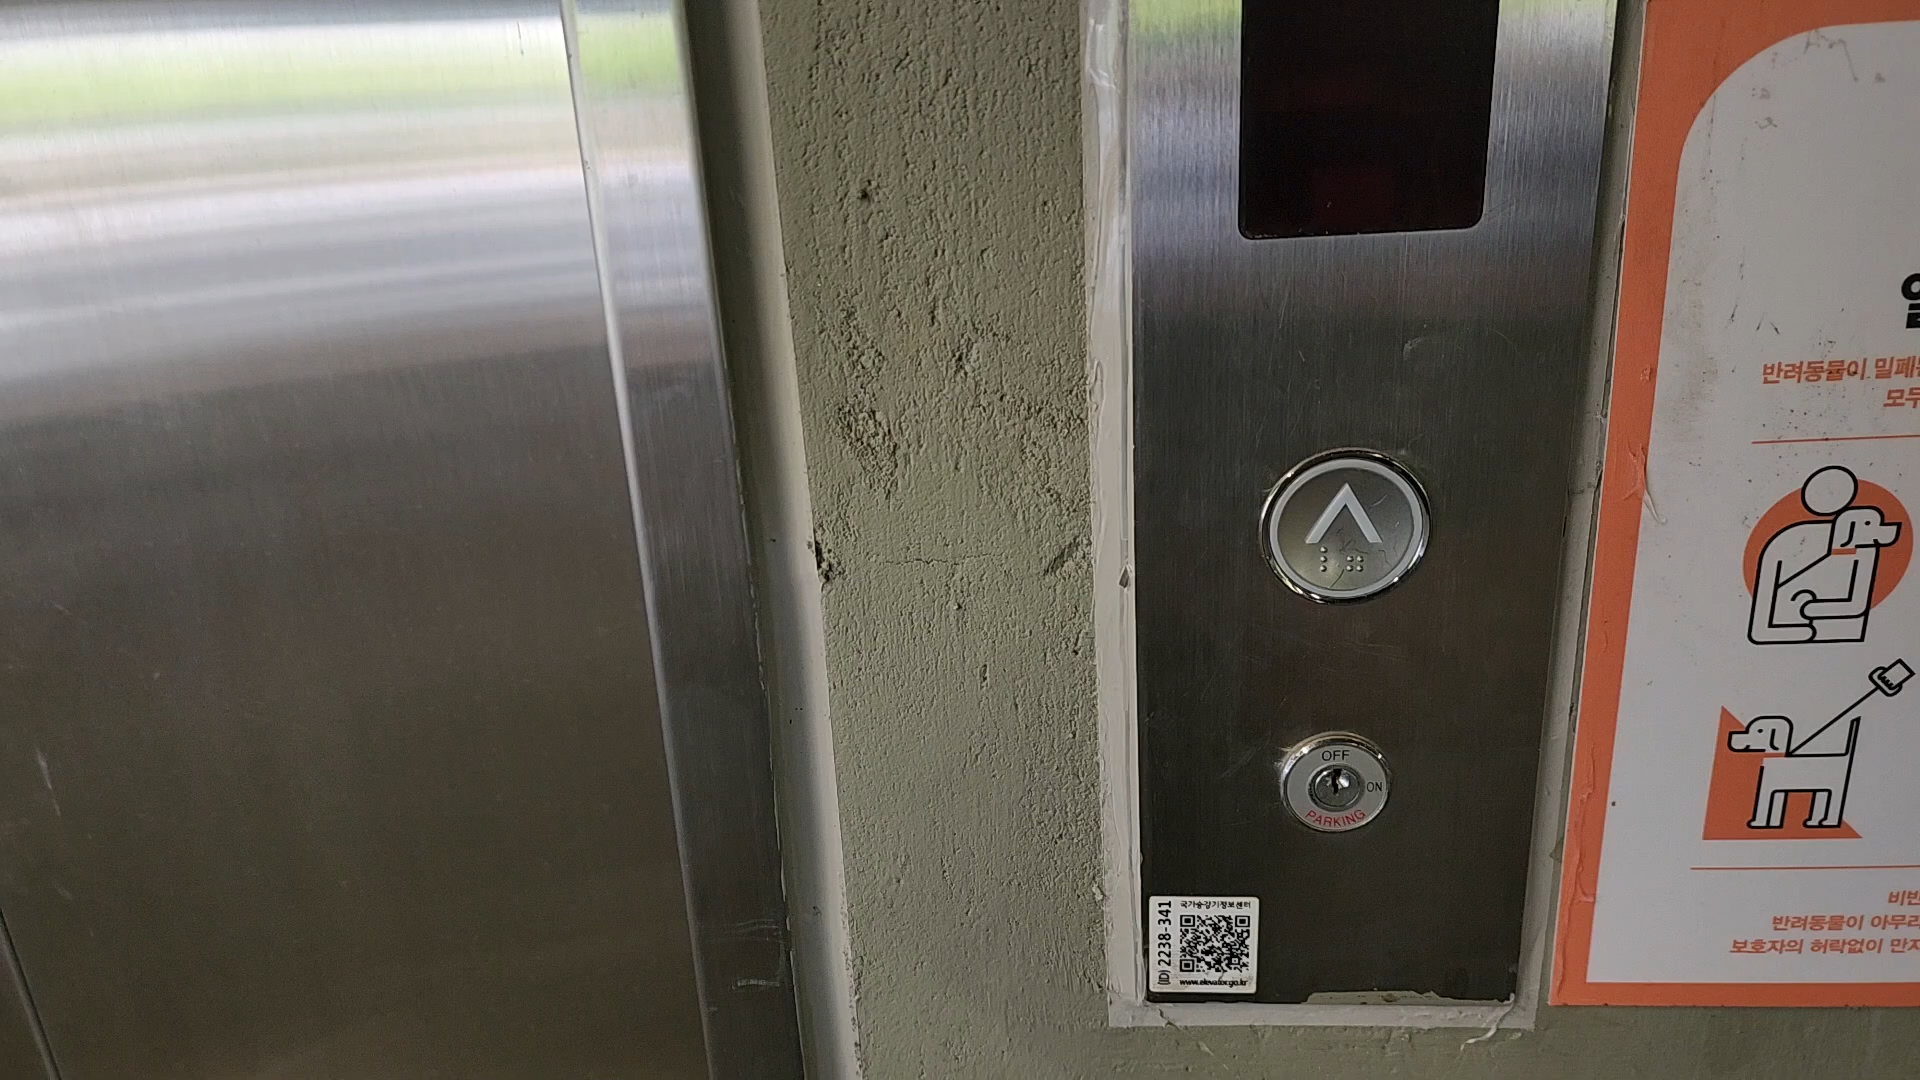 반려동물이 밀폐
모두
OFF
ON
PARKING
국가승강기정보센터
(ID) 2238-341
www.elevator.go.kr
반려동물이 아무리
보호자의 허락없이 만지